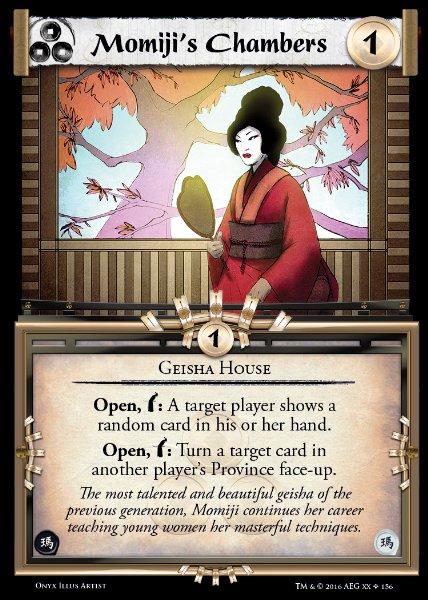 Momiji's Chambers
1
1
Geisha House
Open, : A target player shows a
random card in his or her hand.
Open, : Turn a target card in
another player's Province face-up.
The most talented and beautiful geisha of the
previous generation, Momiji continues her career
teaching young women her masterful techniques.
瑪
瑪
Onyx Illus Artist
TM & © 2016 AEG XX ❖ 156